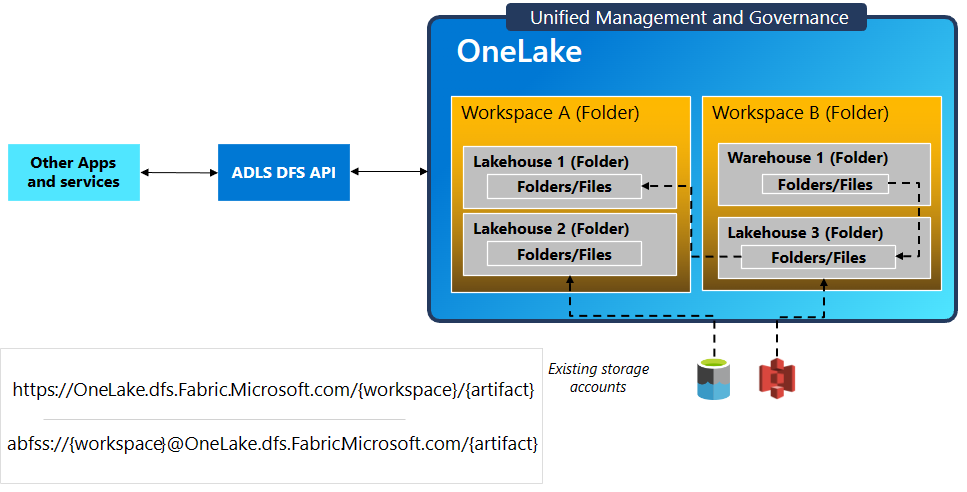 Unified Management and Governance
OneLake
Workspace A (Folder)
Lakehouse 1 (Folder)
Folders/Files
Lakehouse 2 (Folder)
Folders/Files
Workspace B (Folder)
Warehouse 1 (Folder)
Folders/Files
Lakehouse 3 (Folder)
Folders/Files
Other Apps
and services
ADLS DFS API
Existing storage
accounts
https://OneLake.dfs.Fabric.Microsoft.com/{workspace}/{artifact}
abfss://{workspace}@OneLake.dfs.Fabric.Microsoft.com/{artifact}